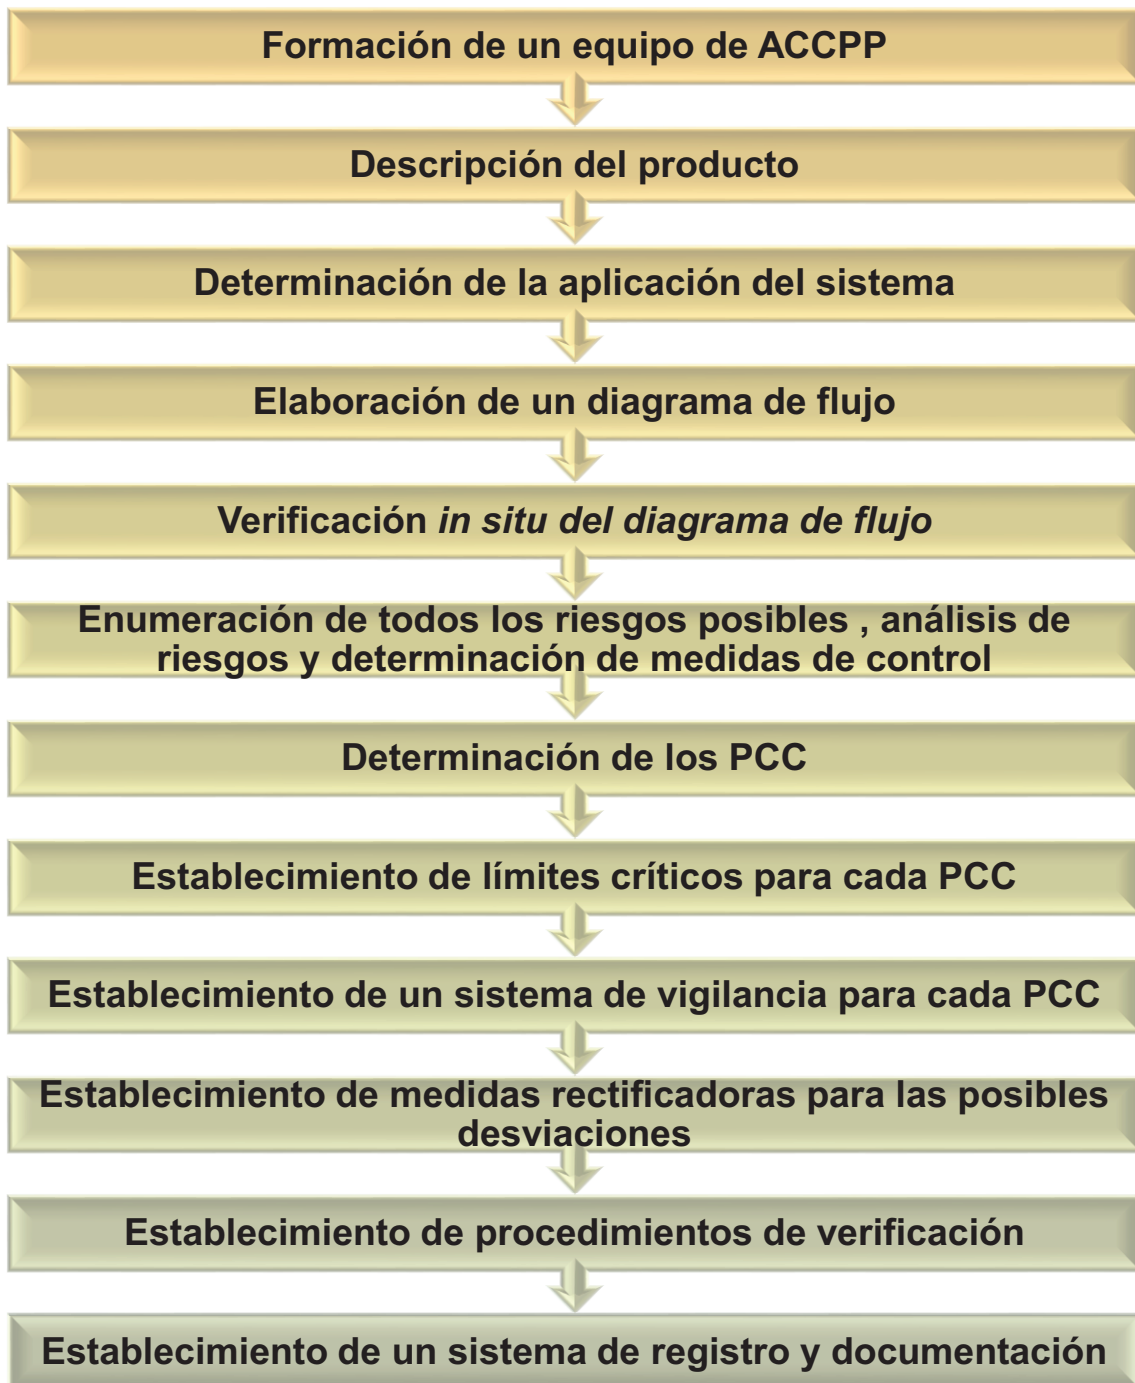 Formación de un equipo de ACCPP
Descripción del producto
Determinación de la aplicación del sistema
Elaboración de un diagrama de flujo
Verificación in situ del diagrama de flujo
Enumeración de todos los riesgos posibles , análisis de
riesgos y determinación de medidas de control
Determinación de los PCC
Establecimiento de límites críticos para cada PCC
Establecimiento de un sistema de vigilancia para cada PCC
Establecimiento de medidas rectificadoras para las posibles
desviaciones
Establecimiento de procedimientos de verificación
Establecimiento de un sistema de registro y documentación